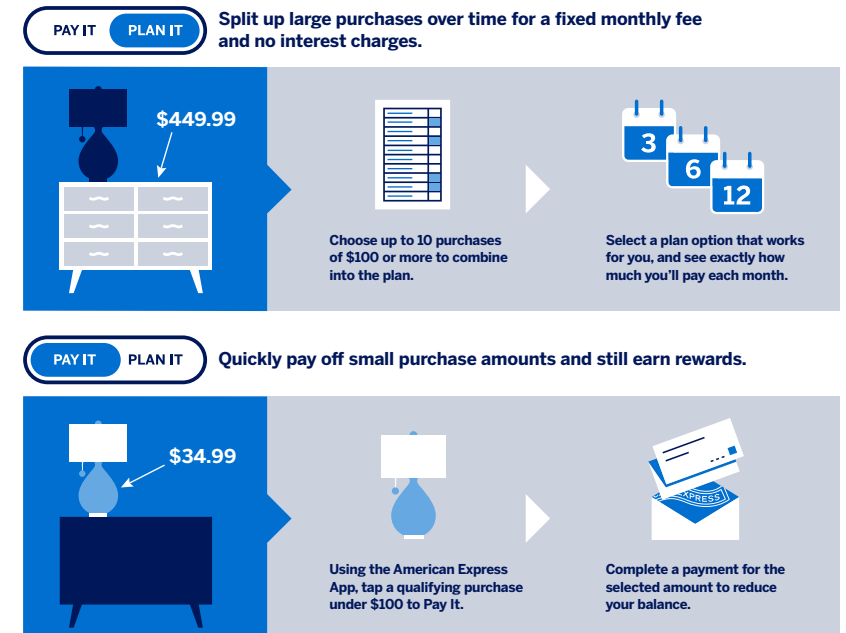 PAY IT PLAN IT
Split up large purchases over time for a fixed monthly fee
and no interest charges.
$449.99
3
6
12
Choose up to 10 purchases
of $100 or more to combine
into the plan.
Select a plan option that works
for you, and see exactly how
much you’ll pay each month.
PAY IT PLAN IT
Quickly pay off small purchase amounts and still earn rewards.
$34.99
EXPRESS
Using the American Express
App, tap a qualifying purchase
under $100 to Pay It.
Complete a payment for the
selected amount to reduce
your balance.